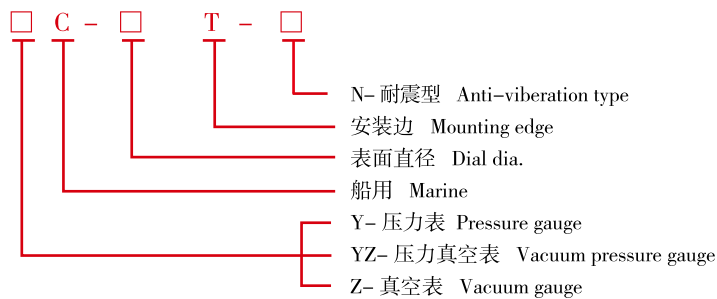 □ C - □ T - □
N- 耐震型 Anti-viberation type
安装边 Mounting edge
表面直径 Dial dia.
船用 Marine
Y- 压力表 Pressure gauge
YZ- 压力真空表 Vacuum pressure gauge
Z- 真空表 Vacuum gauge